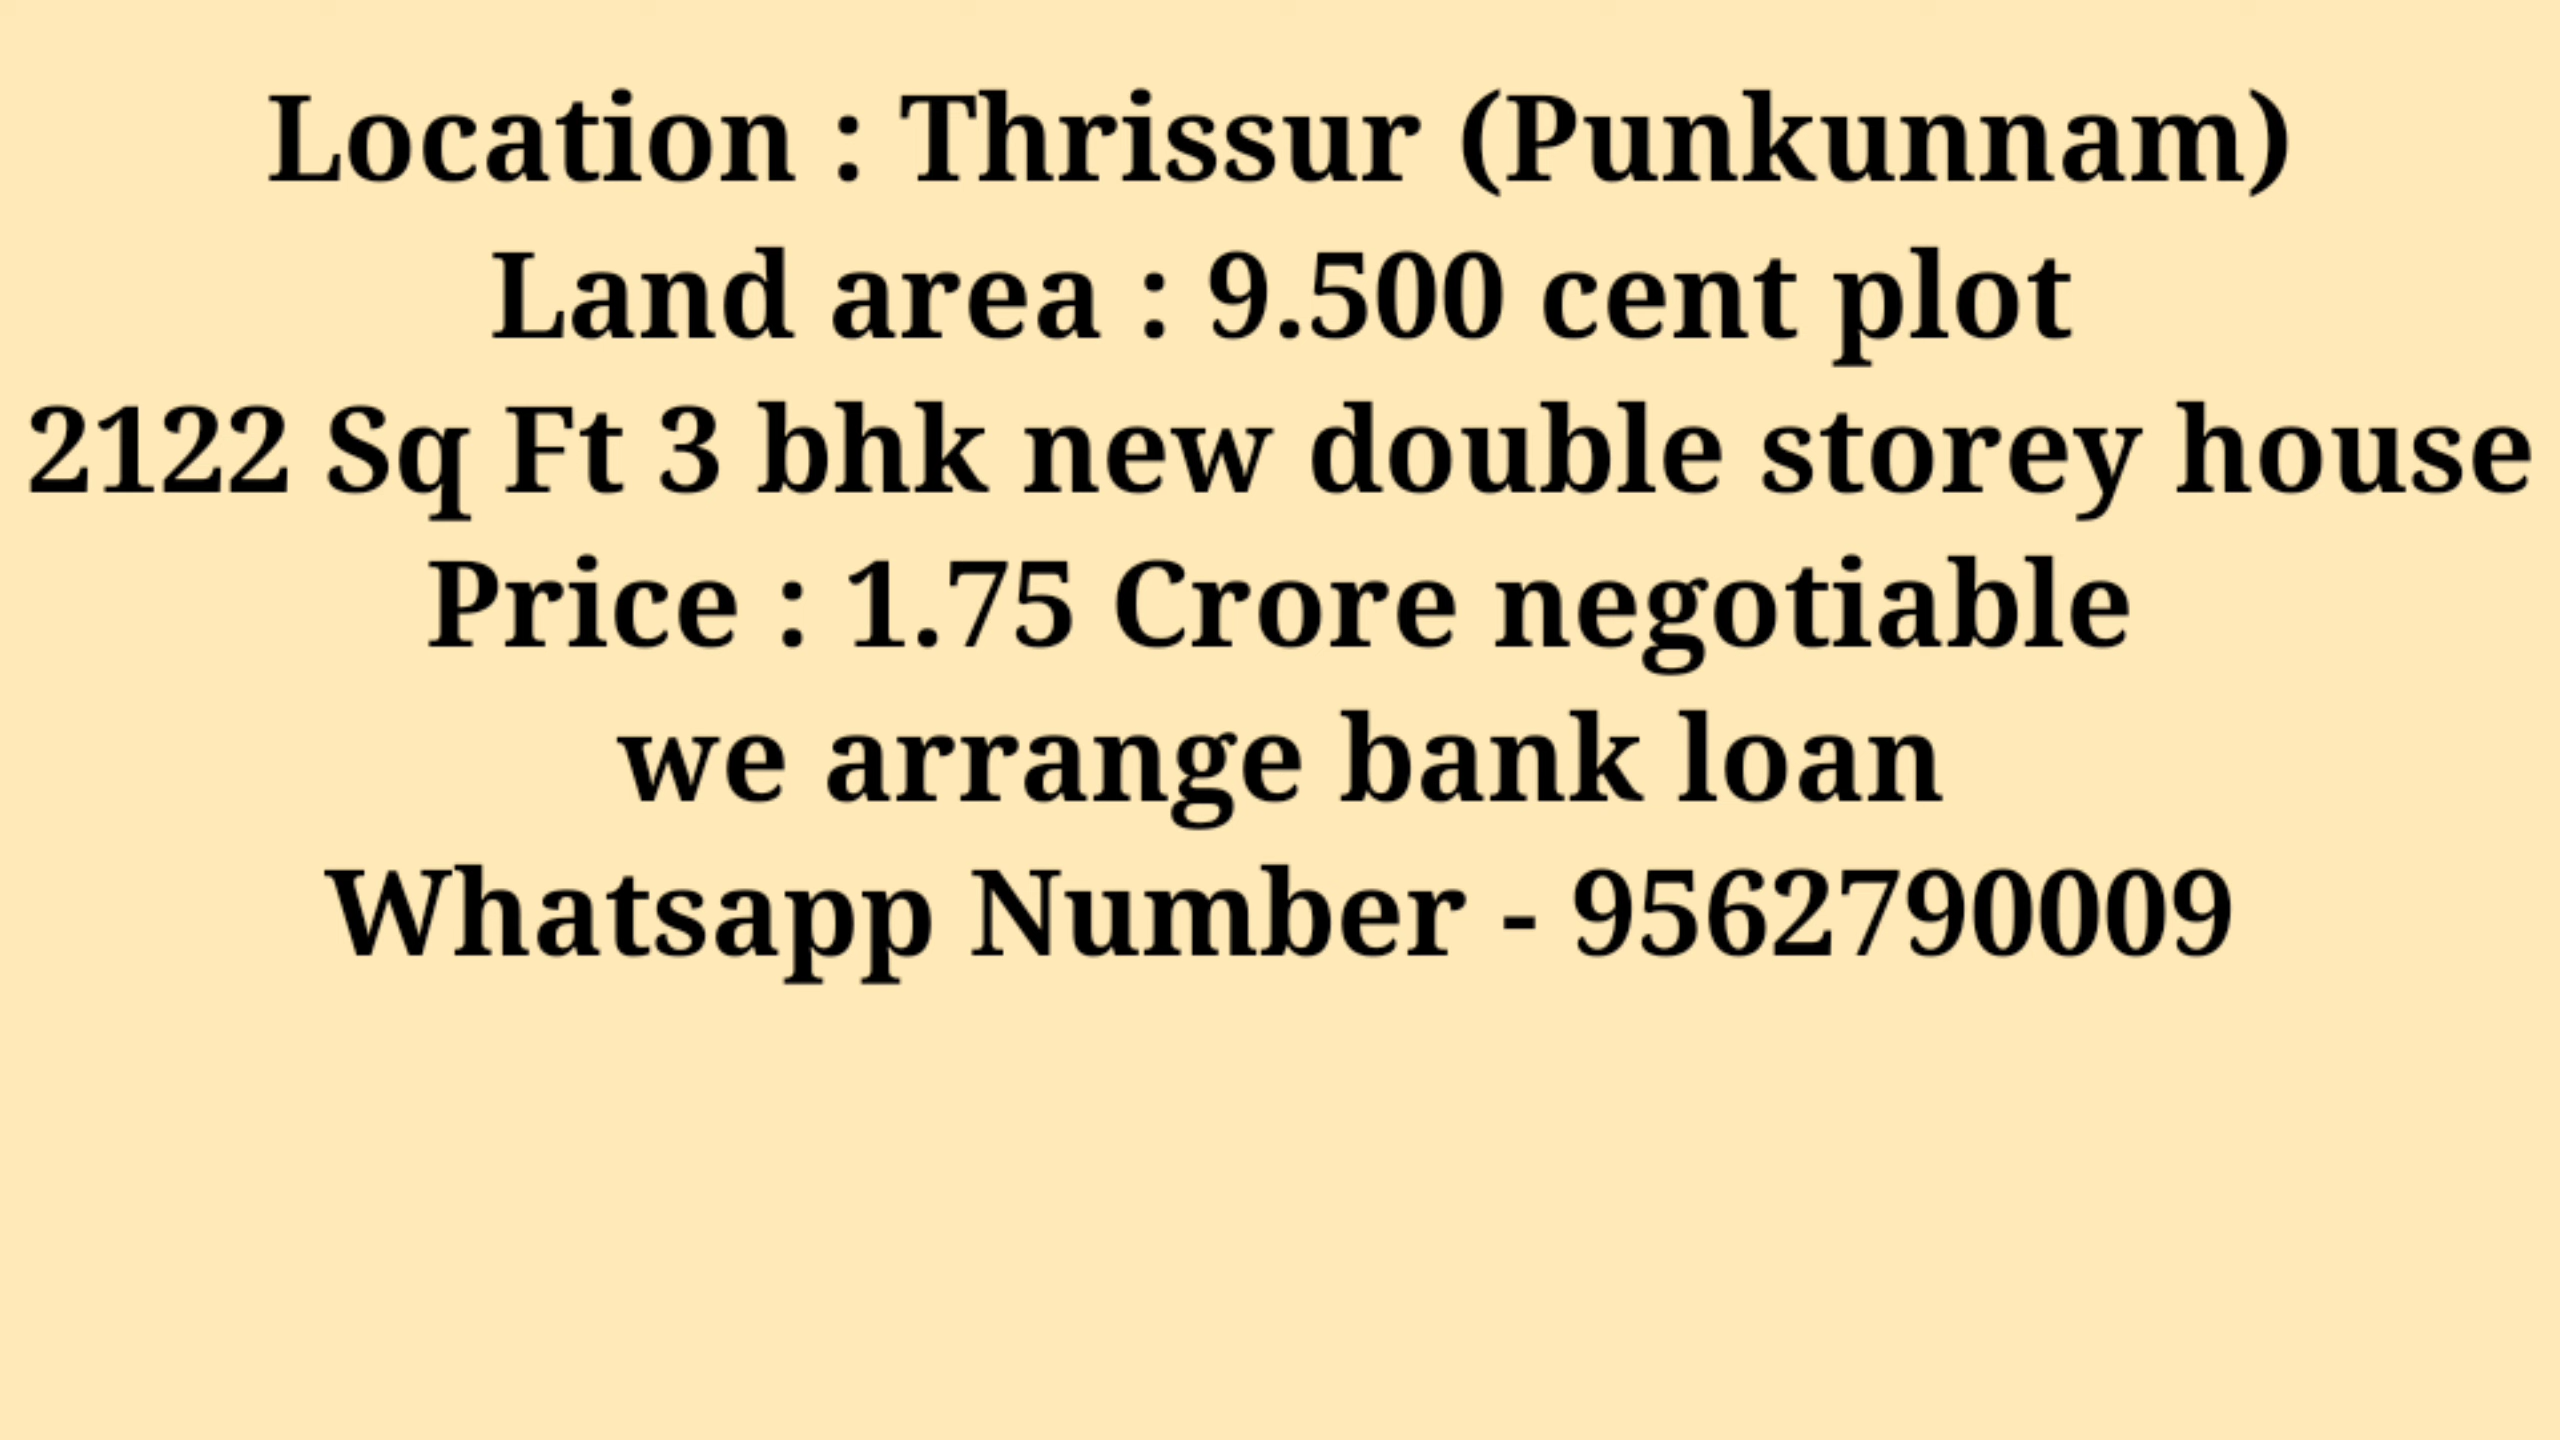 Location : Thrissur (Punkunnam)
Land area : 9.500 cent plot
2122 Sq Ft 3 bhk new double storey house
Price : 1.75 Crore negotiable
we arrange bank loan
Whatsapp Number - 9562790009